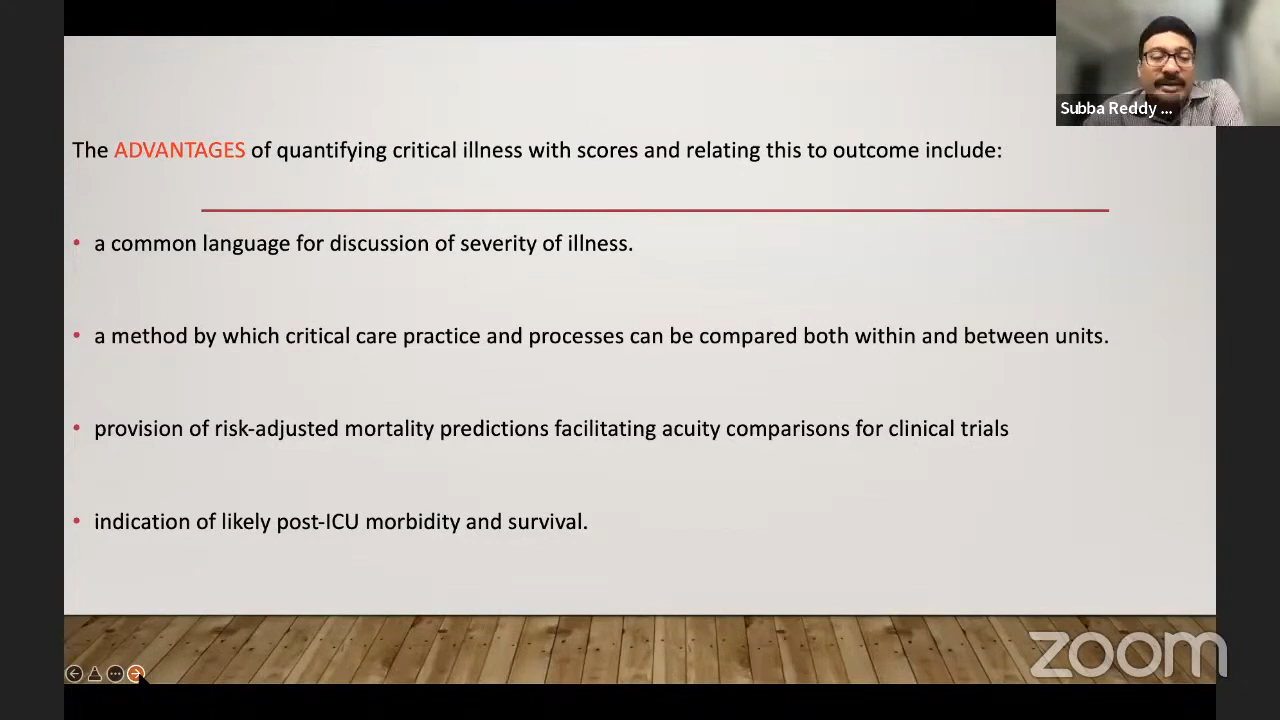 Subba Reddy ...
The ADVANTAGES of quantifying critical illness with scores and relating this to outcome include:
• a common language for discussion of severity of illness.
• a method by which critical care practice and processes can be compared both within and between units.
• provision of risk-adjusted mortality predictions facilitating acuity comparisons for clinical trials
• indication of likely post-ICU morbidity and survival.
zoom